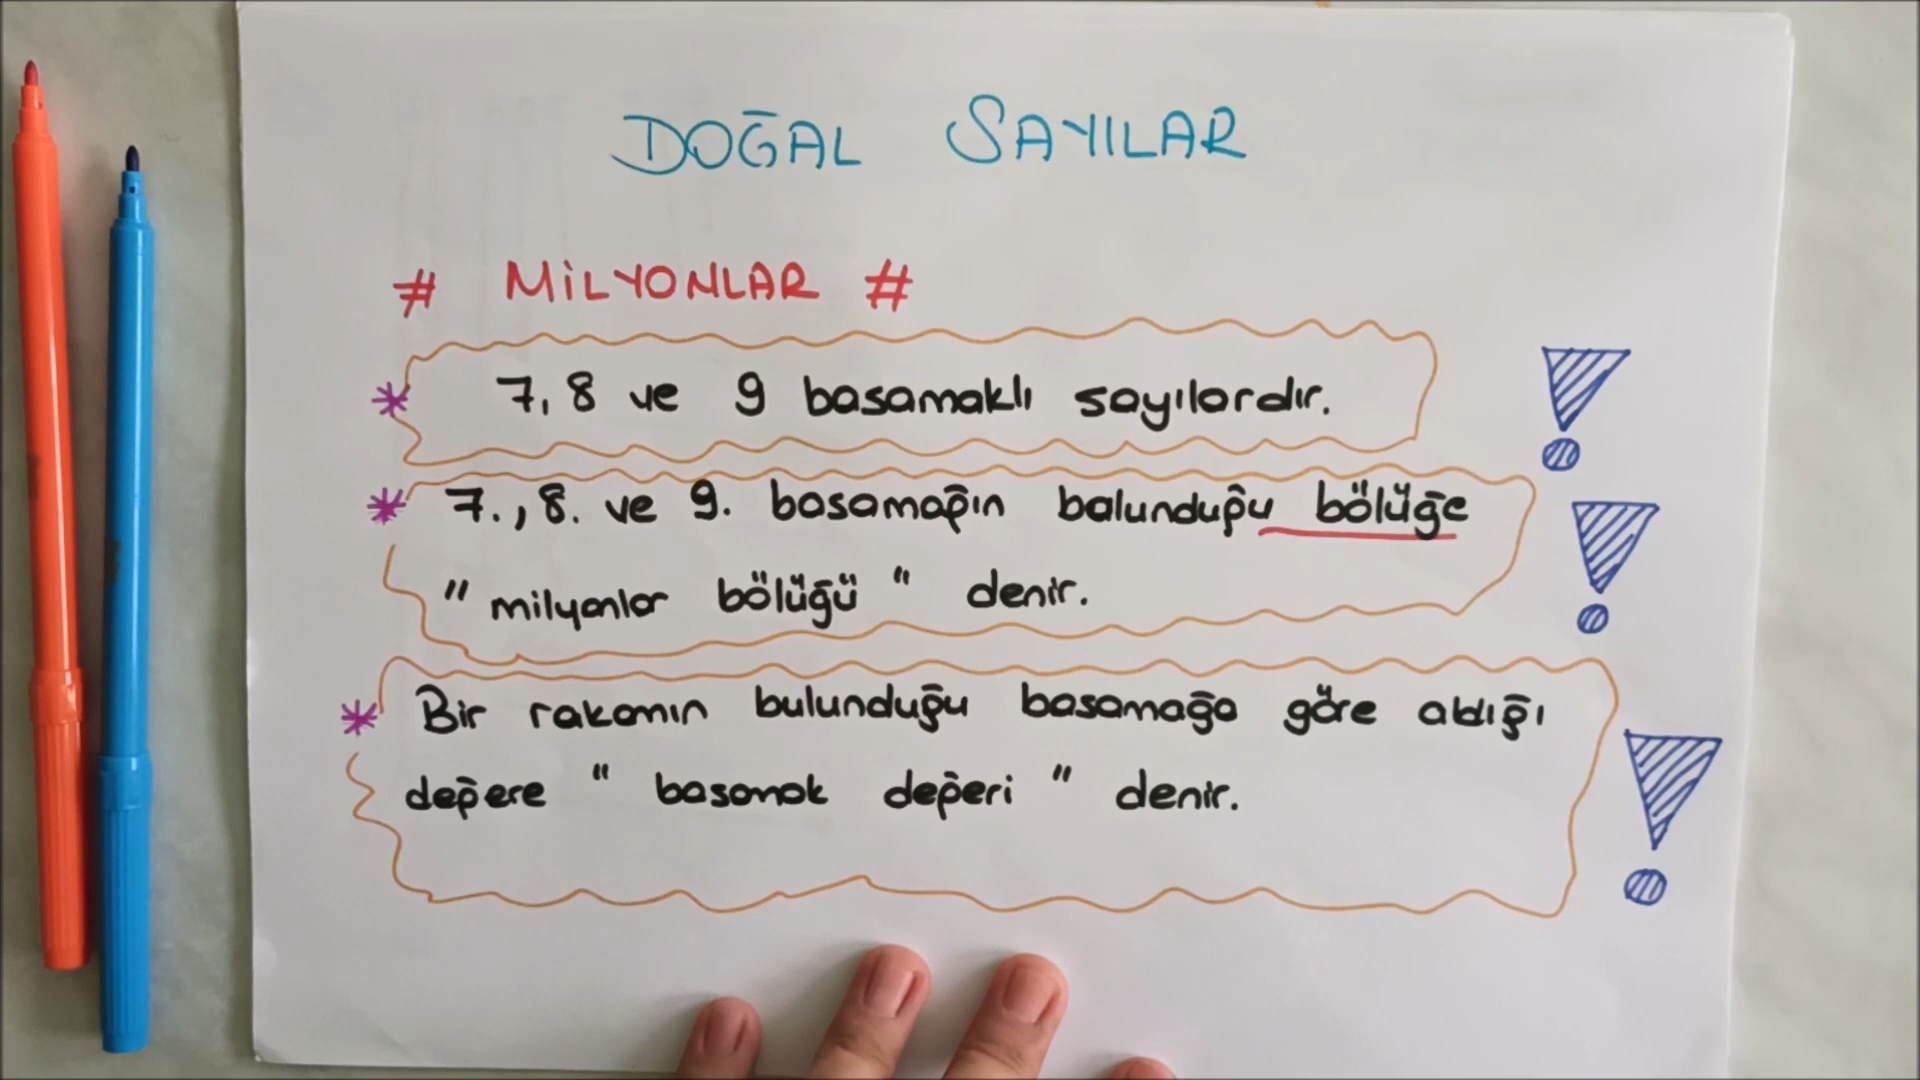 DOĞAL SAYILAR
# MİLYONLAR #
* 7, 8 ve 9 basamaklı sayılardır.
* 7., 8. ve 9. basamağın balunduğu bölüğe
" milyonlar bölüğü " denir.
* Bir rakamın bulunduğu basamağa göre aldığı
değere " basamak değeri " denir.